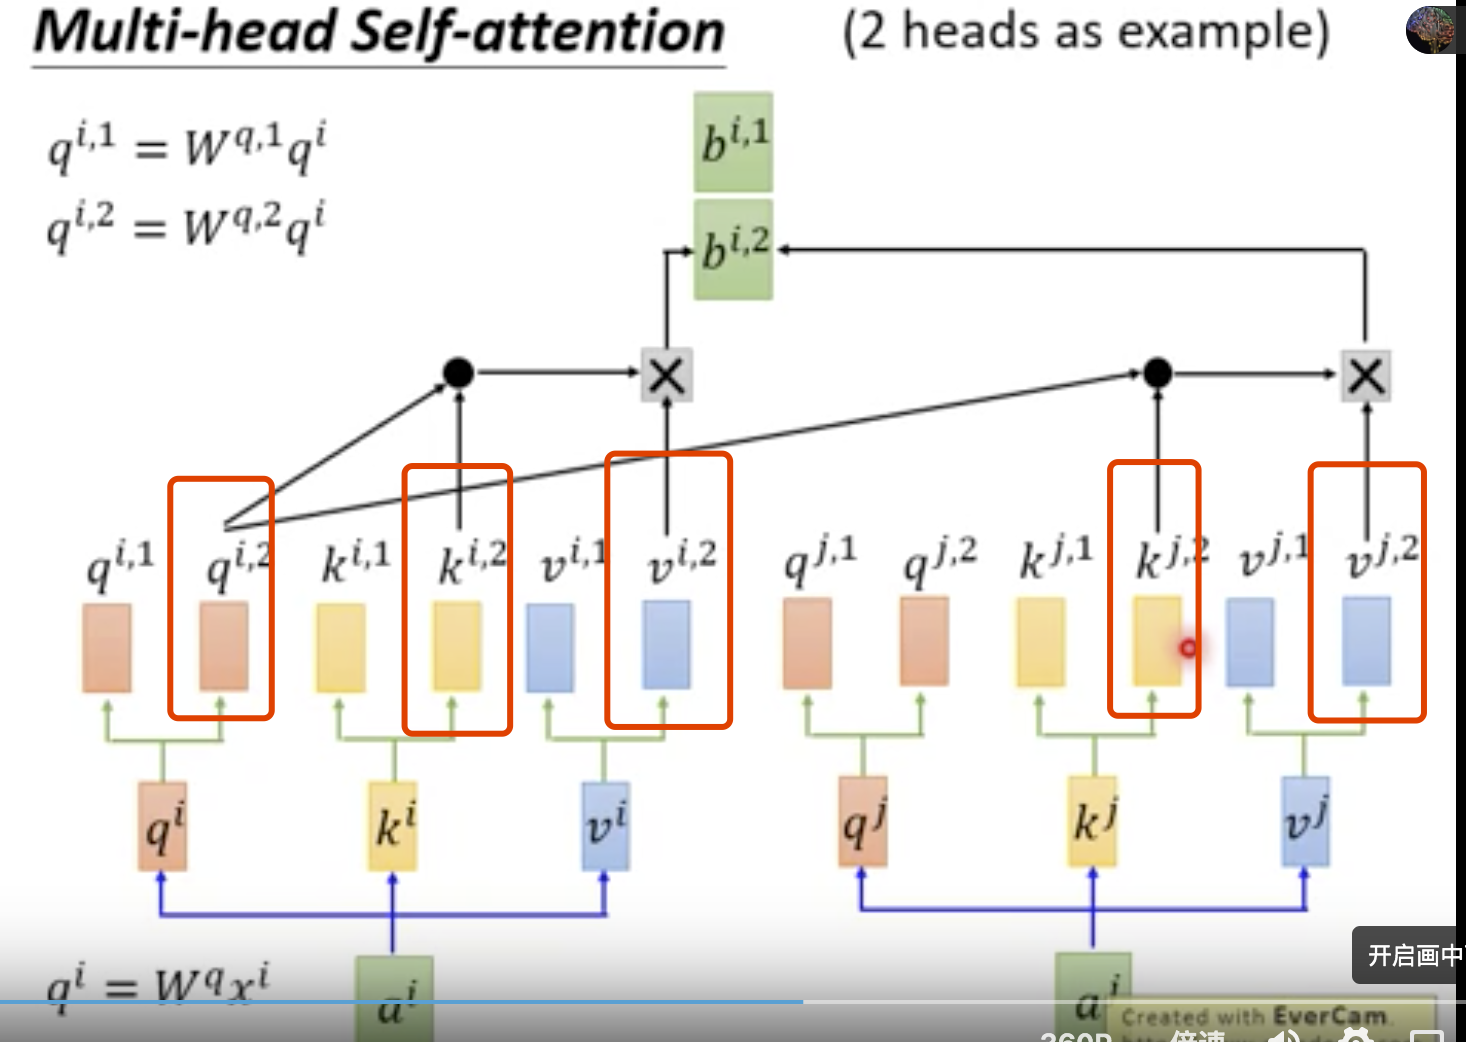 Multi-head Self-attention (2 heads as example)
q^{i,1} = W^{q,1}q^i
q^{i,2} = W^{q,2}q^i
b^{i,1}
b^{i,2}
q^{i,1} q^{i,2} k^{i,1} k^{i,2} v^{i,1} v^{i,2} q^{j,1} q^{j,2} k^{j,1} k^{j,2} v^{j,1} v^{j,2}
q^i k^i v^i q^j k^j v^j
开启画中
q^i = W^q x^i
a^i a^j
Created with EverCam.
360P 倍速